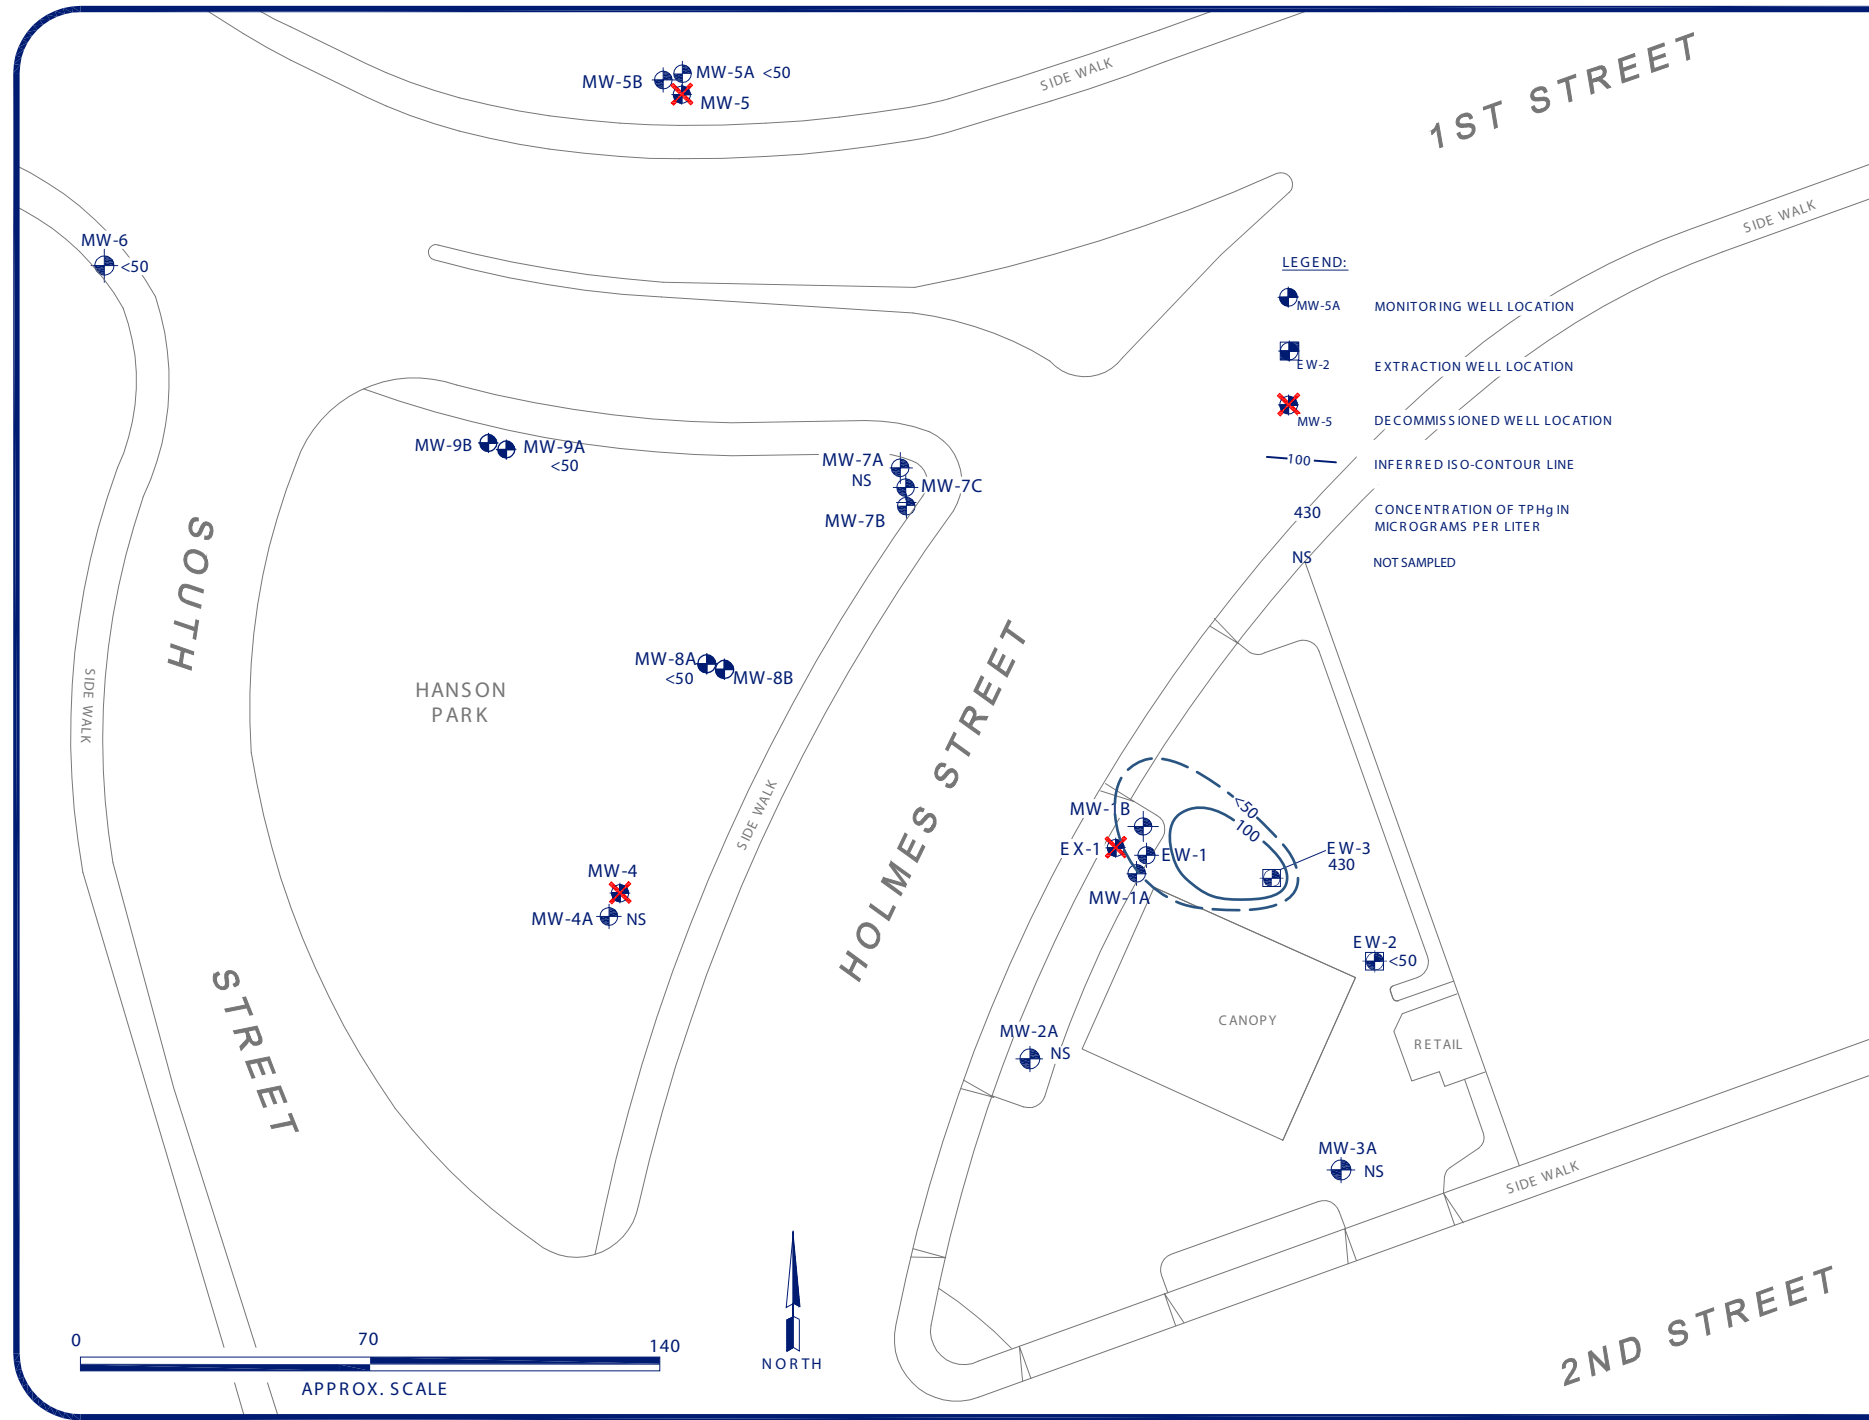 MW-5B
MW-5A <50
MW-5
SIDE WALK
1ST STREET
SIDE WALK
MW-6
<50
LEGEND:
MW-5A MONITORING WELL LOCATION
EW-2 EXTRACTION WELL LOCATION
MW-5 DECOMMISSIONED WELL LOCATION
100 INFERRED ISO-CONTOUR LINE
430 CONCENTRATION OF TPHg IN
MICROGRAMS PER LITER
NS NOT SAMPLED
MW-9B
MW-9A
<50
MW-7A
NS
MW-7C
MW-7B
SOUTH
STREET
SIDE WALK
HANSON
PARK
MW-8A
<50
MW-8B
SIDE WALK
HOLMES STREET
MW-4
MW-4A NS
MW-1B
EX-1
EW-1
MW-1A
<50
100
EW-3
430
EW-2
<50
CANOPY
RETAIL
MW-2A
NS
MW-3A
NS
SIDE WALK
2ND STREET
0 70 140
APPROX. SCALE
NORTH